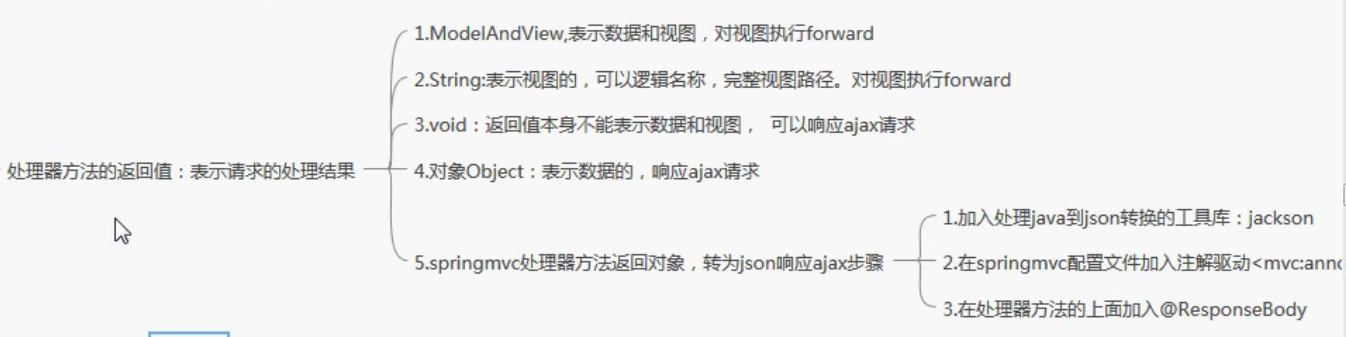 1.ModelAndView,表示数据和视图，对视图执行forward
2.String:表示视图的，可以逻辑名称，完整视图路径。对视图执行forward
3.void：返回值本身不能表示数据和视图， 可以响应ajax请求
处理器方法的返回值：表示请求的处理结果
4.对象Object：表示数据的，响应ajax请求
5.springmvc处理器方法返回对象，转为json响应ajax步骤
1.加入处理java到json转换的工具库：jackson
2.在springmvc配置文件加入注解驱动<mvc:anno
3.在处理器方法的上面加入@ResponseBody